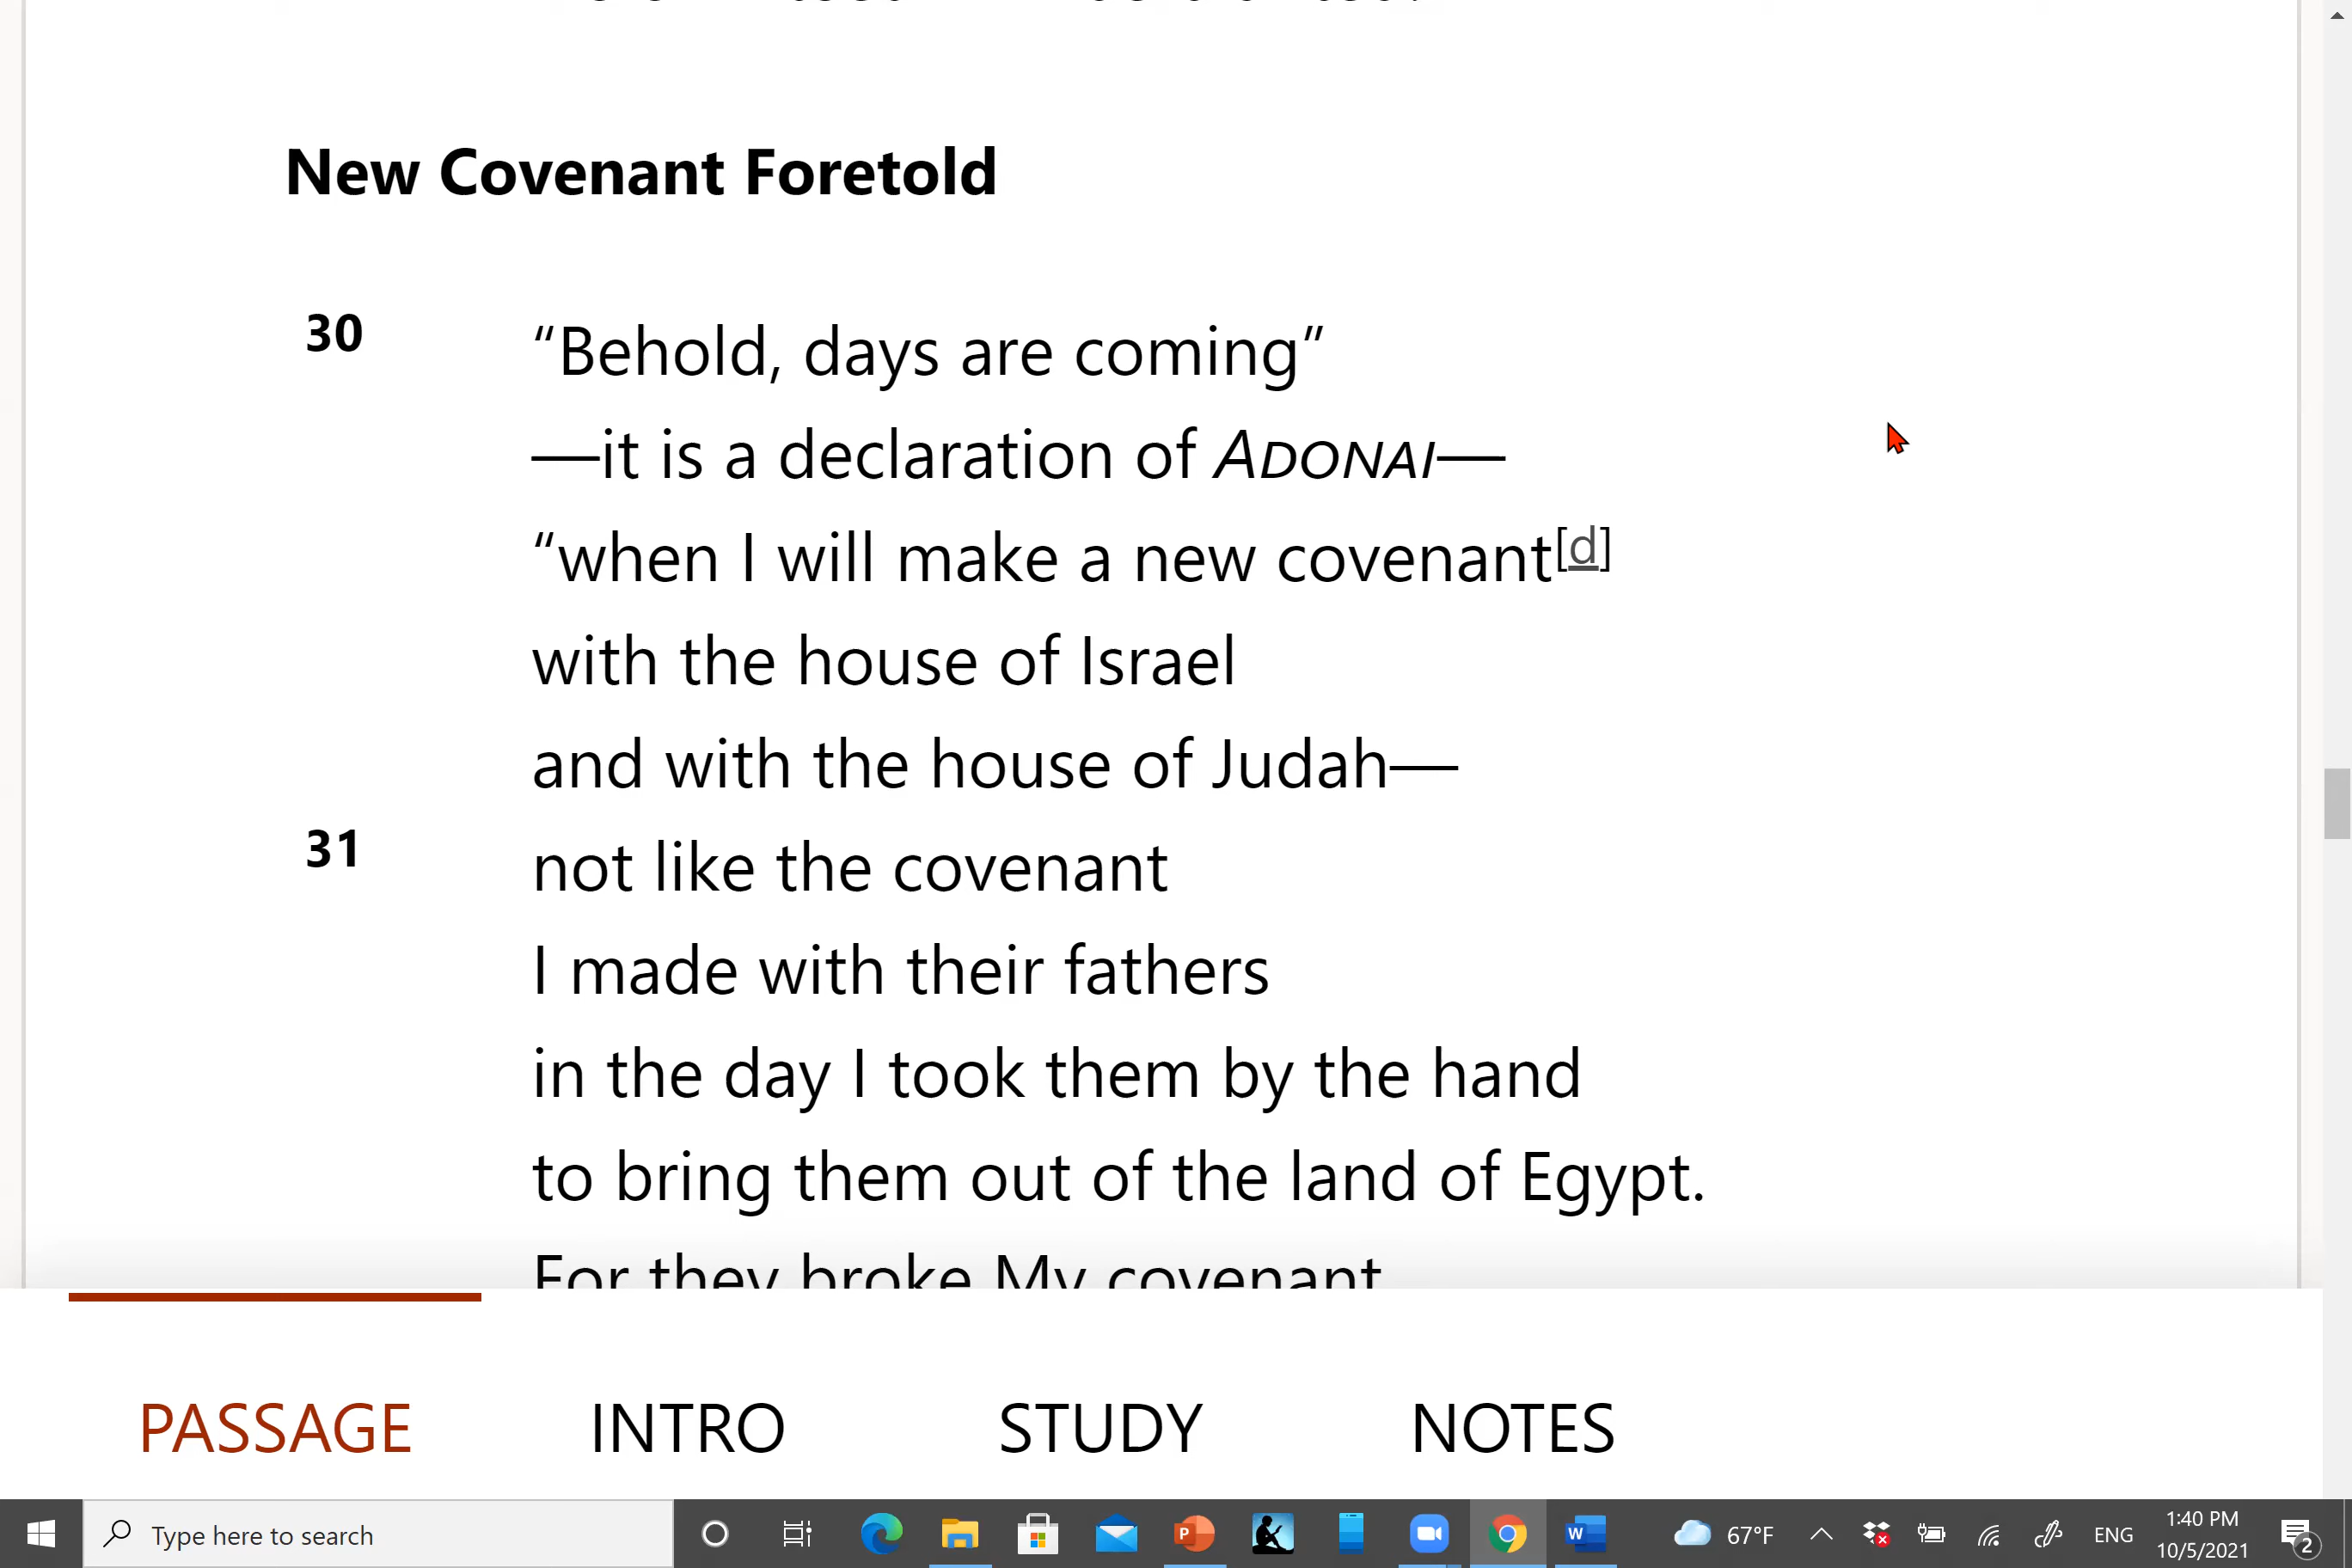 New Covenant Foretold
30 “Behold, days are coming”
—it is a declaration of ADONAI—
“when I will make a new covenant[d]
with the house of Israel
and with the house of Judah—
31 not like the covenant
I made with their fathers
in the day I took them by the hand
to bring them out of the land of Egypt.
For they broke My covenant
PASSAGE INTRO STUDY NOTES
Type here to search
P
W
67°F
ENG
1:40 PM
10/5/2021
2